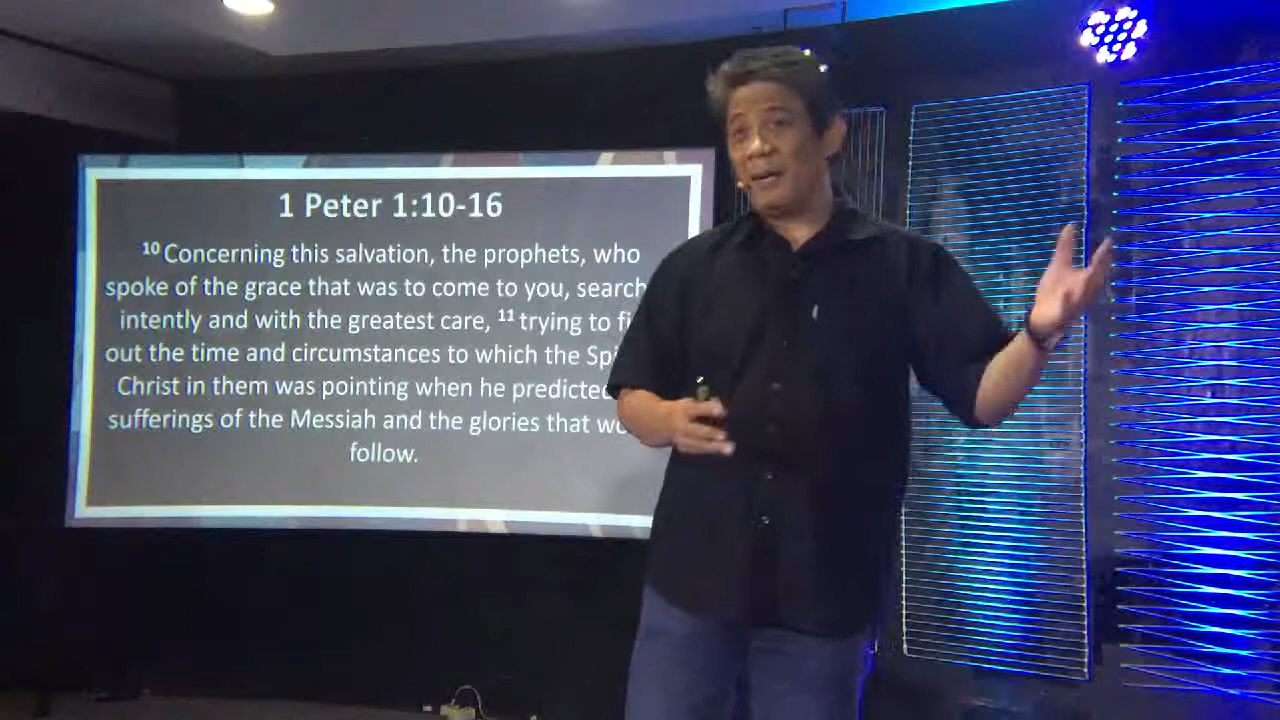 1 Peter 1:10-16
10 Concerning this salvation, the prophets, who
spoke of the grace that was to come to you,
intently and with the greatest care, 11 trying to
out the time and circumstances to which the
Christ in them was pointing when he predicted
sufferings of the Messiah and the glories that
follow.